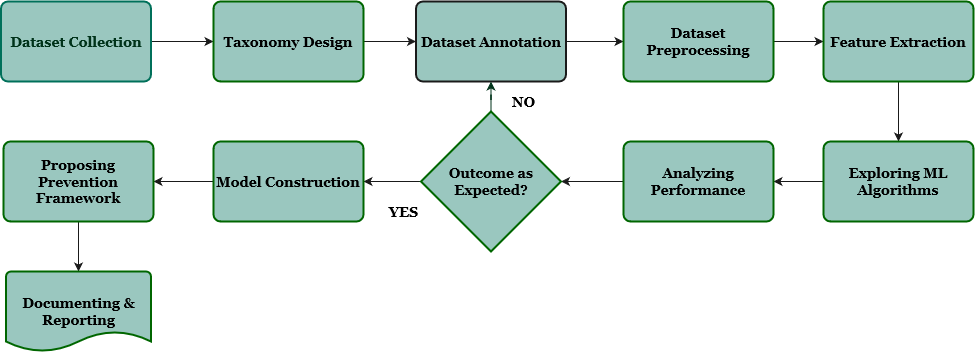 Dataset Collection
Taxonomy Design
Dataset Annotation
Dataset
Preprocessing
Feature Extraction
NO
Proposing
Prevention
Framework
Model Construction
YES
Outcome as
Expected?
Analyzing
Performance
Exploring ML
Algorithms
Documenting &
Reporting